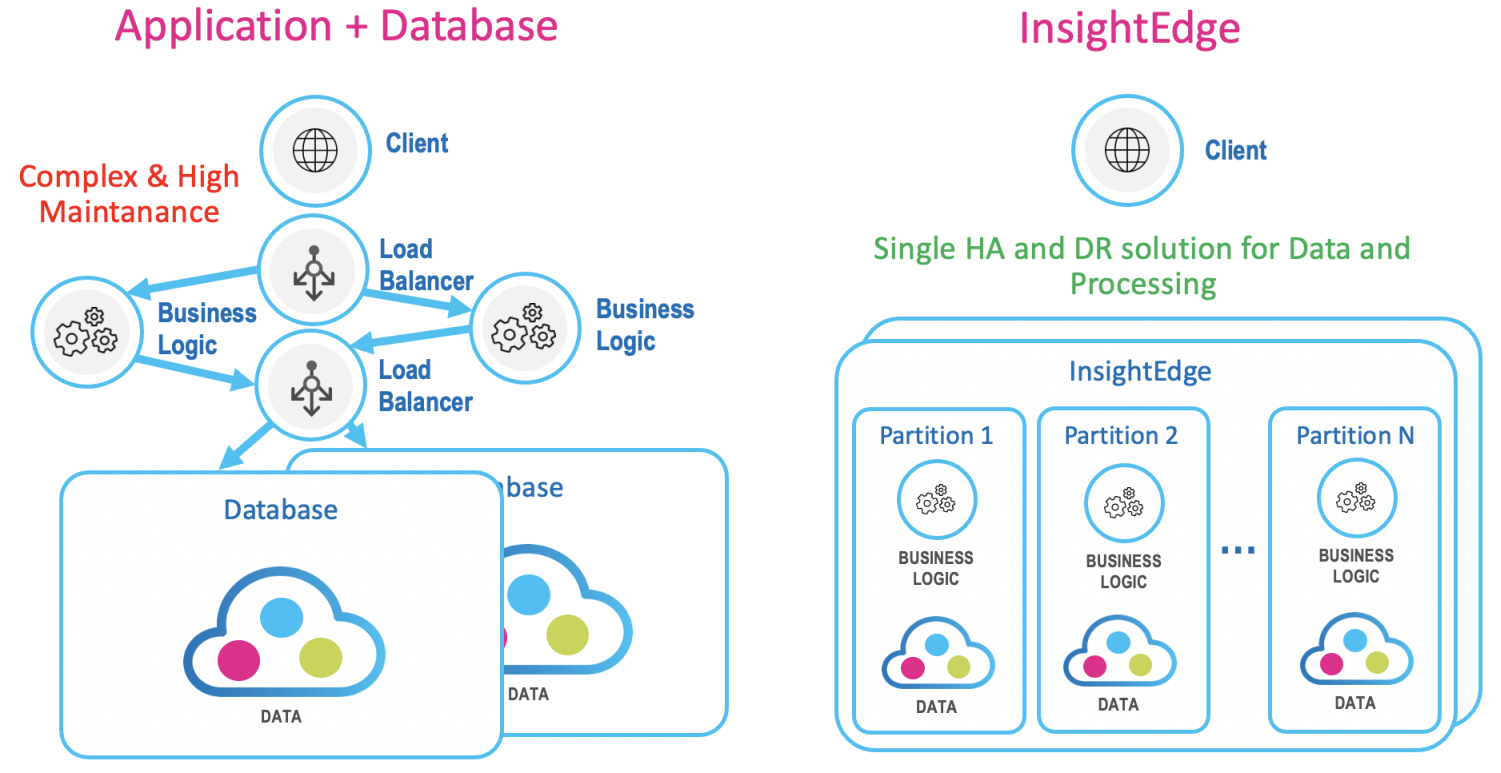 Application + Database
Client
Complex & High
Maintanance
Load
Balancer
Business
Logic
Business
Logic
Load
Balancer
Database
DATA
DATA
InsightEdge
Client
Single HA and DR solution for Data and
Processing
InsightEdge
Partition 1
BUSINESS
LOGIC
DATA
Partition 2
BUSINESS
LOGIC
DATA
...
Partition N
BUSINESS
LOGIC
DATA